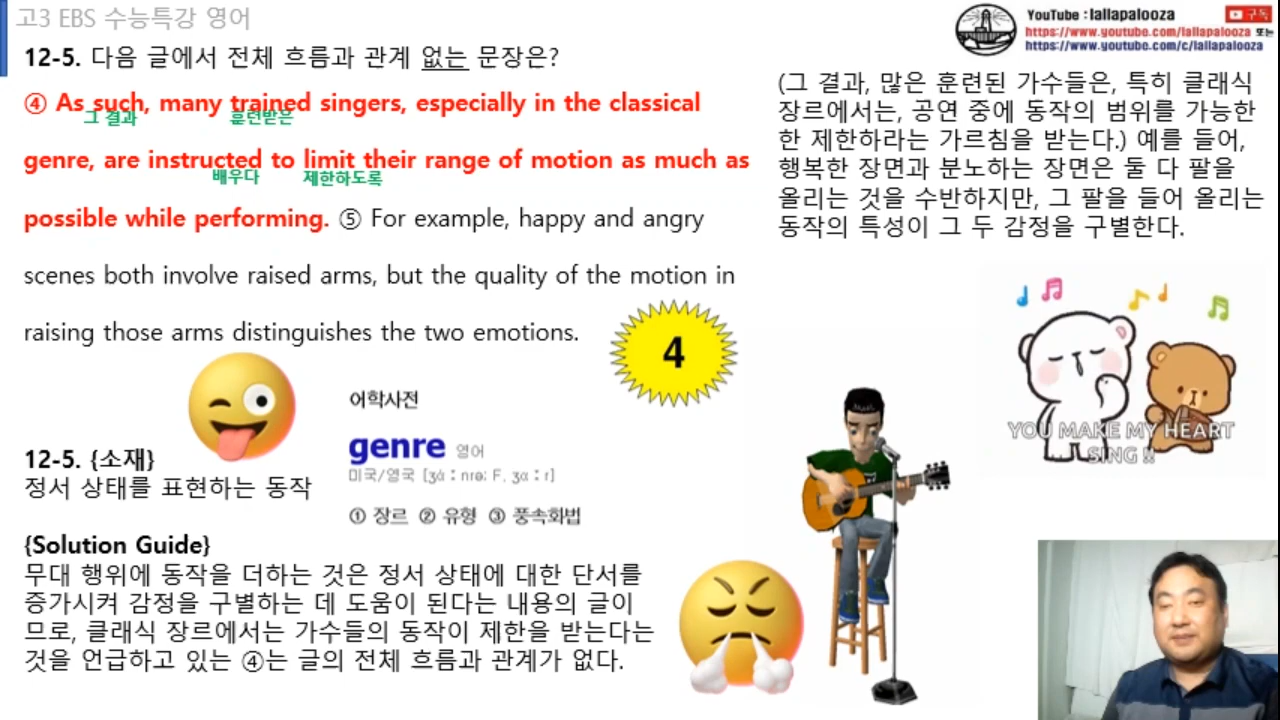 고3 EBS 수능특강 영어
12-5. 다음 글에서 전체 흐름과 관계 없는 문장은?
④ As such, many trained singers, especially in the classical
그 결과 훈련받은
genre, are instructed to limit their range of motion as much as
배우다 제한하도록
possible while performing. ⑤ For example, happy and angry
scenes both involve raised arms, but the quality of the motion in
raising those arms distinguishes the two emotions.
4
어학사전
genre 영어
미국/영국 [ʒáːnrə; F. ʒɑːr]
① 장르 ② 유형 ③ 풍속화법
12-5. {소재}
정서 상태를 표현하는 동작
{Solution Guide}
무대 행위에 동작을 더하는 것은 정서 상태에 대한 단서를
증가시켜 감정을 구별하는 데 도움이 된다는 내용의 글이
므로, 클래식 장르에서는 가수들의 동작이 제한을 받는다는
것을 언급하고 있는 ④는 글의 전체 흐름과 관계가 없다.
YouTube : lallapalooza
구독
https://www.youtube.com/lallapalooza 또는
https://www.youtube.com/c/lallapalooza
(그 결과, 많은 훈련된 가수들은, 특히 클래식
장르에서는, 공연 중에 동작의 범위를 가능한
한 제한하라는 가르침을 받는다.) 예를 들어,
행복한 장면과 분노하는 장면은 둘 다 팔을
올리는 것을 수반하지만, 그 팔을 들어 올리는
동작의 특성이 그 두 감정을 구별한다.
YOU MAKE MY HEART
SING !!